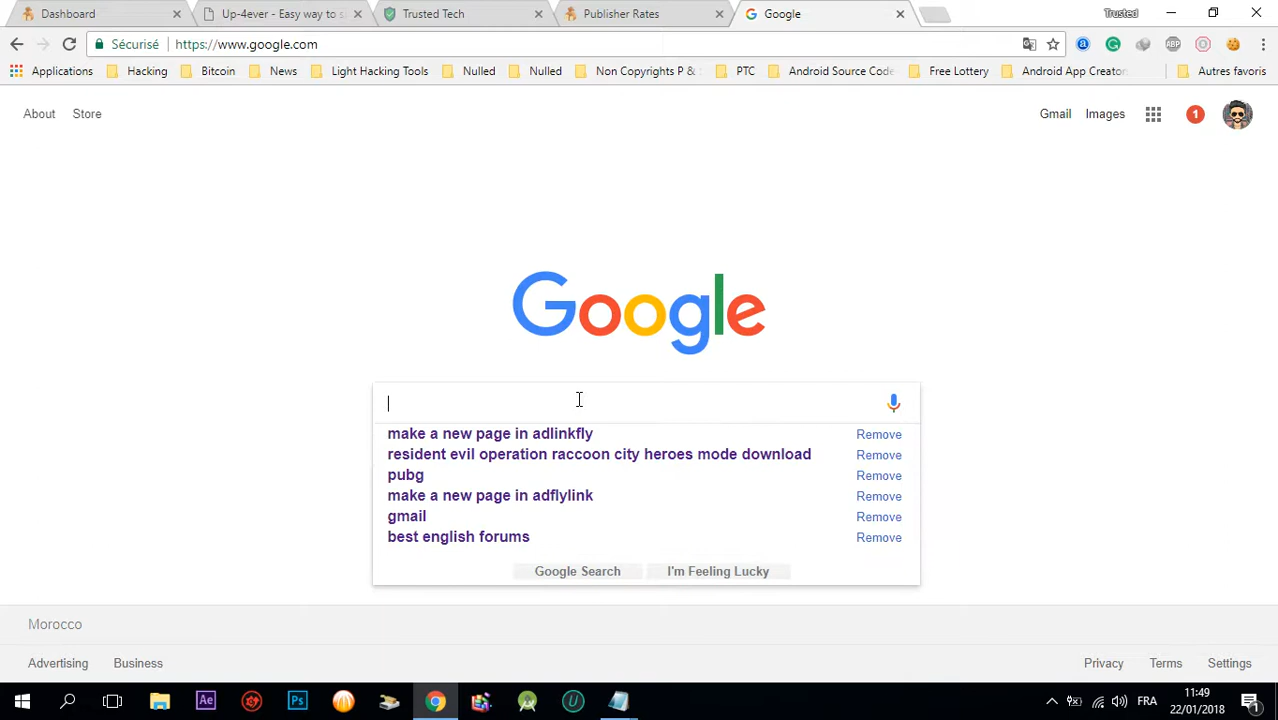 Dashboard
Up-4ever - Easy way to s
Trusted Tech
Publisher Rates
Google
Trusted
Sécurisé
https://www.google.com
ABP
Applications
Hacking
Bitcoin
News
Light Hacking Tools
Nulled
Nulled
Non Copyrights P &
PTC
Android Source Code
Free Lottery
Android App Creator
Autres favoris
About
Store
Gmail
Images
1
Google
make a new page in adlinkfly
Remove
resident evil operation raccoon city heroes mode download
Remove
pubg
Remove
make a new page in adflylink
Remove
gmail
Remove
best english forums
Remove
Google Search
I'm Feeling Lucky
Morocco
Advertising
Business
Privacy
Terms
Settings
Ae
Ps
FRA
11:49
22/01/2018
1